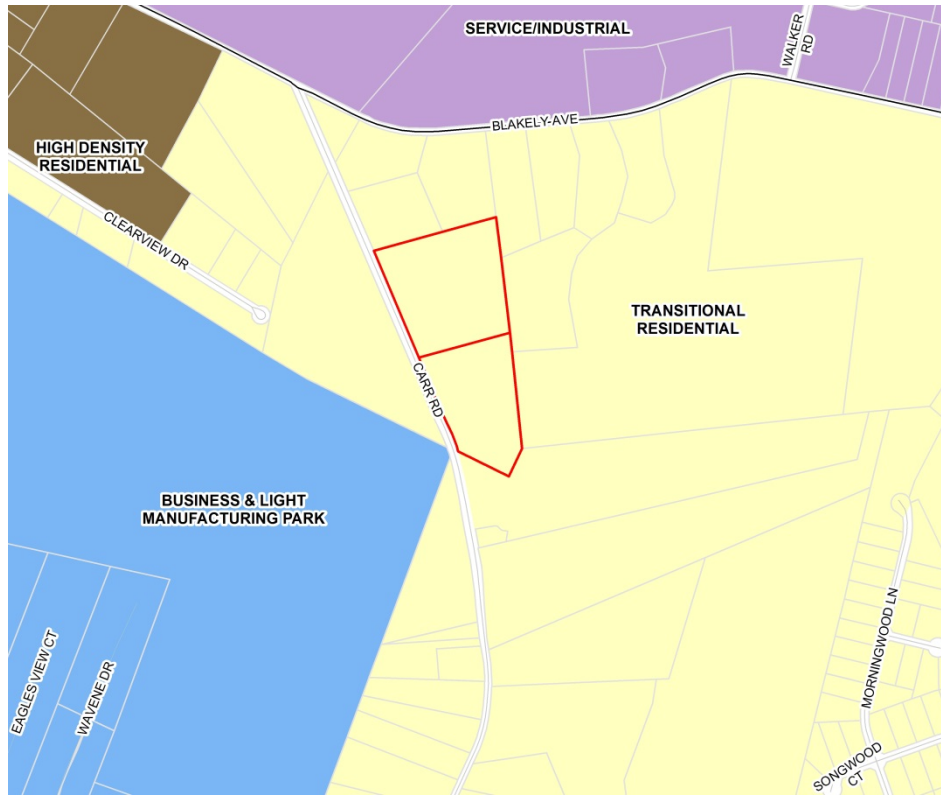 SERVICE/INDUSTRIAL
WALKER
RD
BLAKELY AVE
HIGH DENSITY
RESIDENTIAL
CLEARVIEW DR
TRANSITIONAL
RESIDENTIAL
CARR RD
BUSINESS & LIGHT
MANUFACTURING PARK
EAGLES VIEW CT
WAVENE DR
MORNINGWOOD LN
SONGWOOD
CT